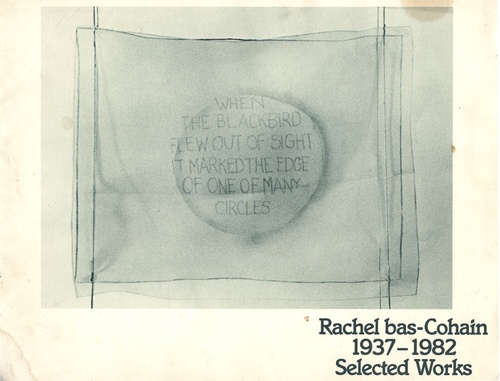 WHEN
THE BLACKBIRD
FLEW OUT OF SIGHT
IT MARKED THE EDGE
OF ONE OF MANY...
CIRCLES
Rachel bas-Cohain
1937–1982
Selected Works